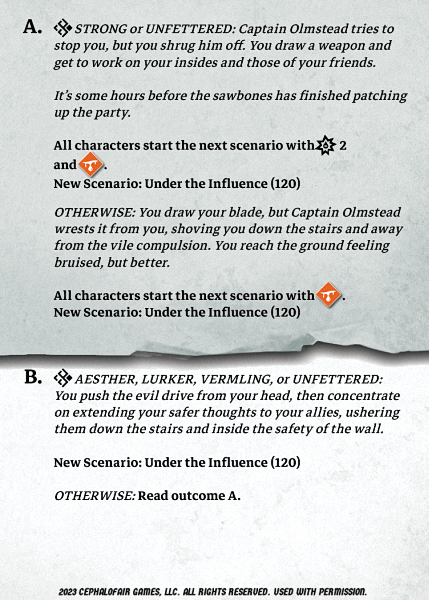 A. STRONG or UNFETTERED: Captain Olmstead tries to
stop you, but you shrug him off. You draw a weapon and
get to work on your insides and those of your friends.
It's some hours before the sawbones has finished patching
up the party.
All characters start the next scenario with 2
and .
New Scenario: Under the Influence (120)
OTHERWISE: You draw your blade, but Captain Olmstead
wrests it from you, shoving you down the stairs and away
from the vile compulsion. You reach the ground feeling
bruised, but better.
All characters start the next scenario with .
New Scenario: Under the Influence (120)
B. AESTHER, LURKER, VERMLING, or UNFETTERED:
You push the evil drive from your head, then concentrate
on extending your safer thoughts to your allies, ushering
them down the stairs and inside the safety of the wall.
New Scenario: Under the Influence (120)
OTHERWISE: Read outcome A.
2023 CEPHALOFAIR GAMES, LLC. ALL RIGHTS RESERVED. USED WITH PERMISSION.